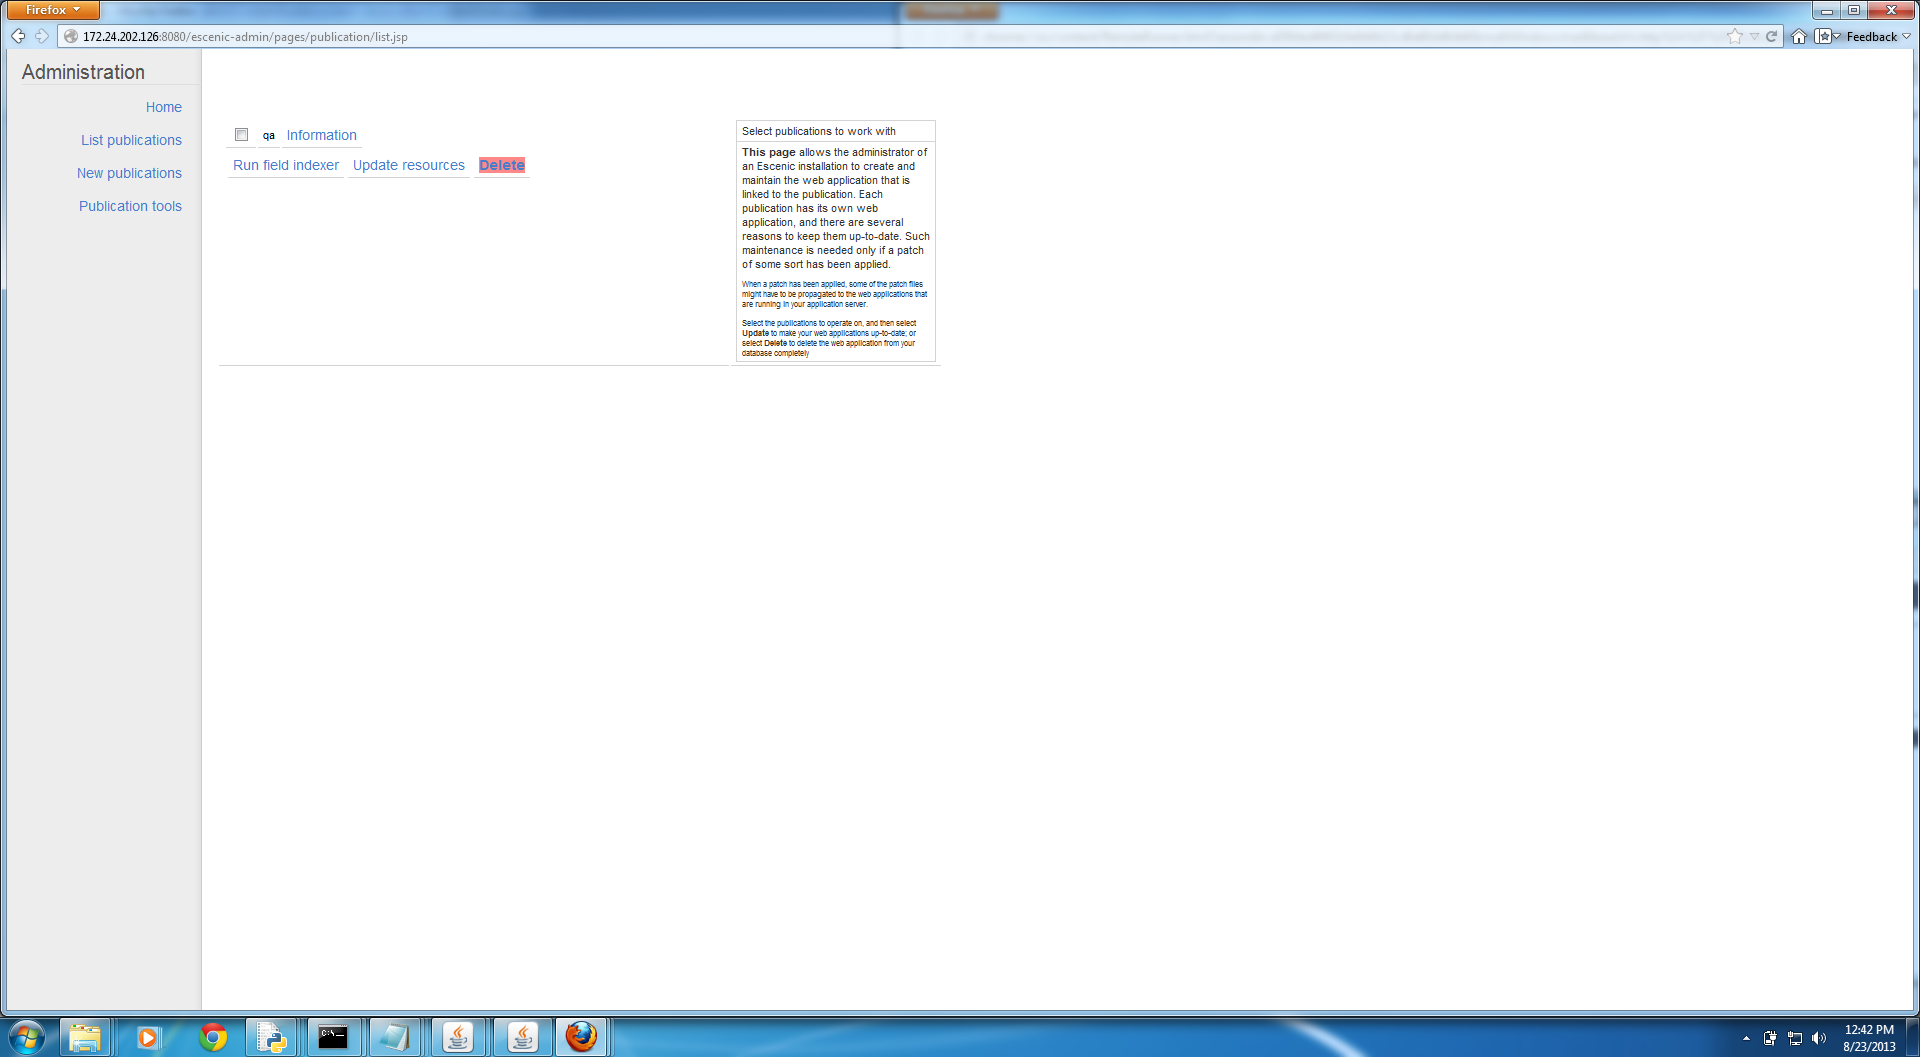 Firefox
172.24.202.126:8080/escenic-admin/pages/publication/list.jsp
Feedback
Administration
Home
List publications
New publications
Publication tools
qa Information
Run field indexer Update resources Delete
Select publications to work with
This page allows the administrator of
an Escenic installation to create and
maintain the web application that is
linked to the publication. Each
publication has its own web
application, and there are several
reasons to keep them up-to-date. Such
maintenance is needed only if a patch
of some sort has been applied.
When a patch has been applied, some of the patch files
might have to be propagated to the web applications that
are running in your application server.
Select the publications to operate on, and then select
Update to make your web applications up-to-date; or
select Delete to delete the web application from your
database completely
C:\
12:42 PM
8/23/2013